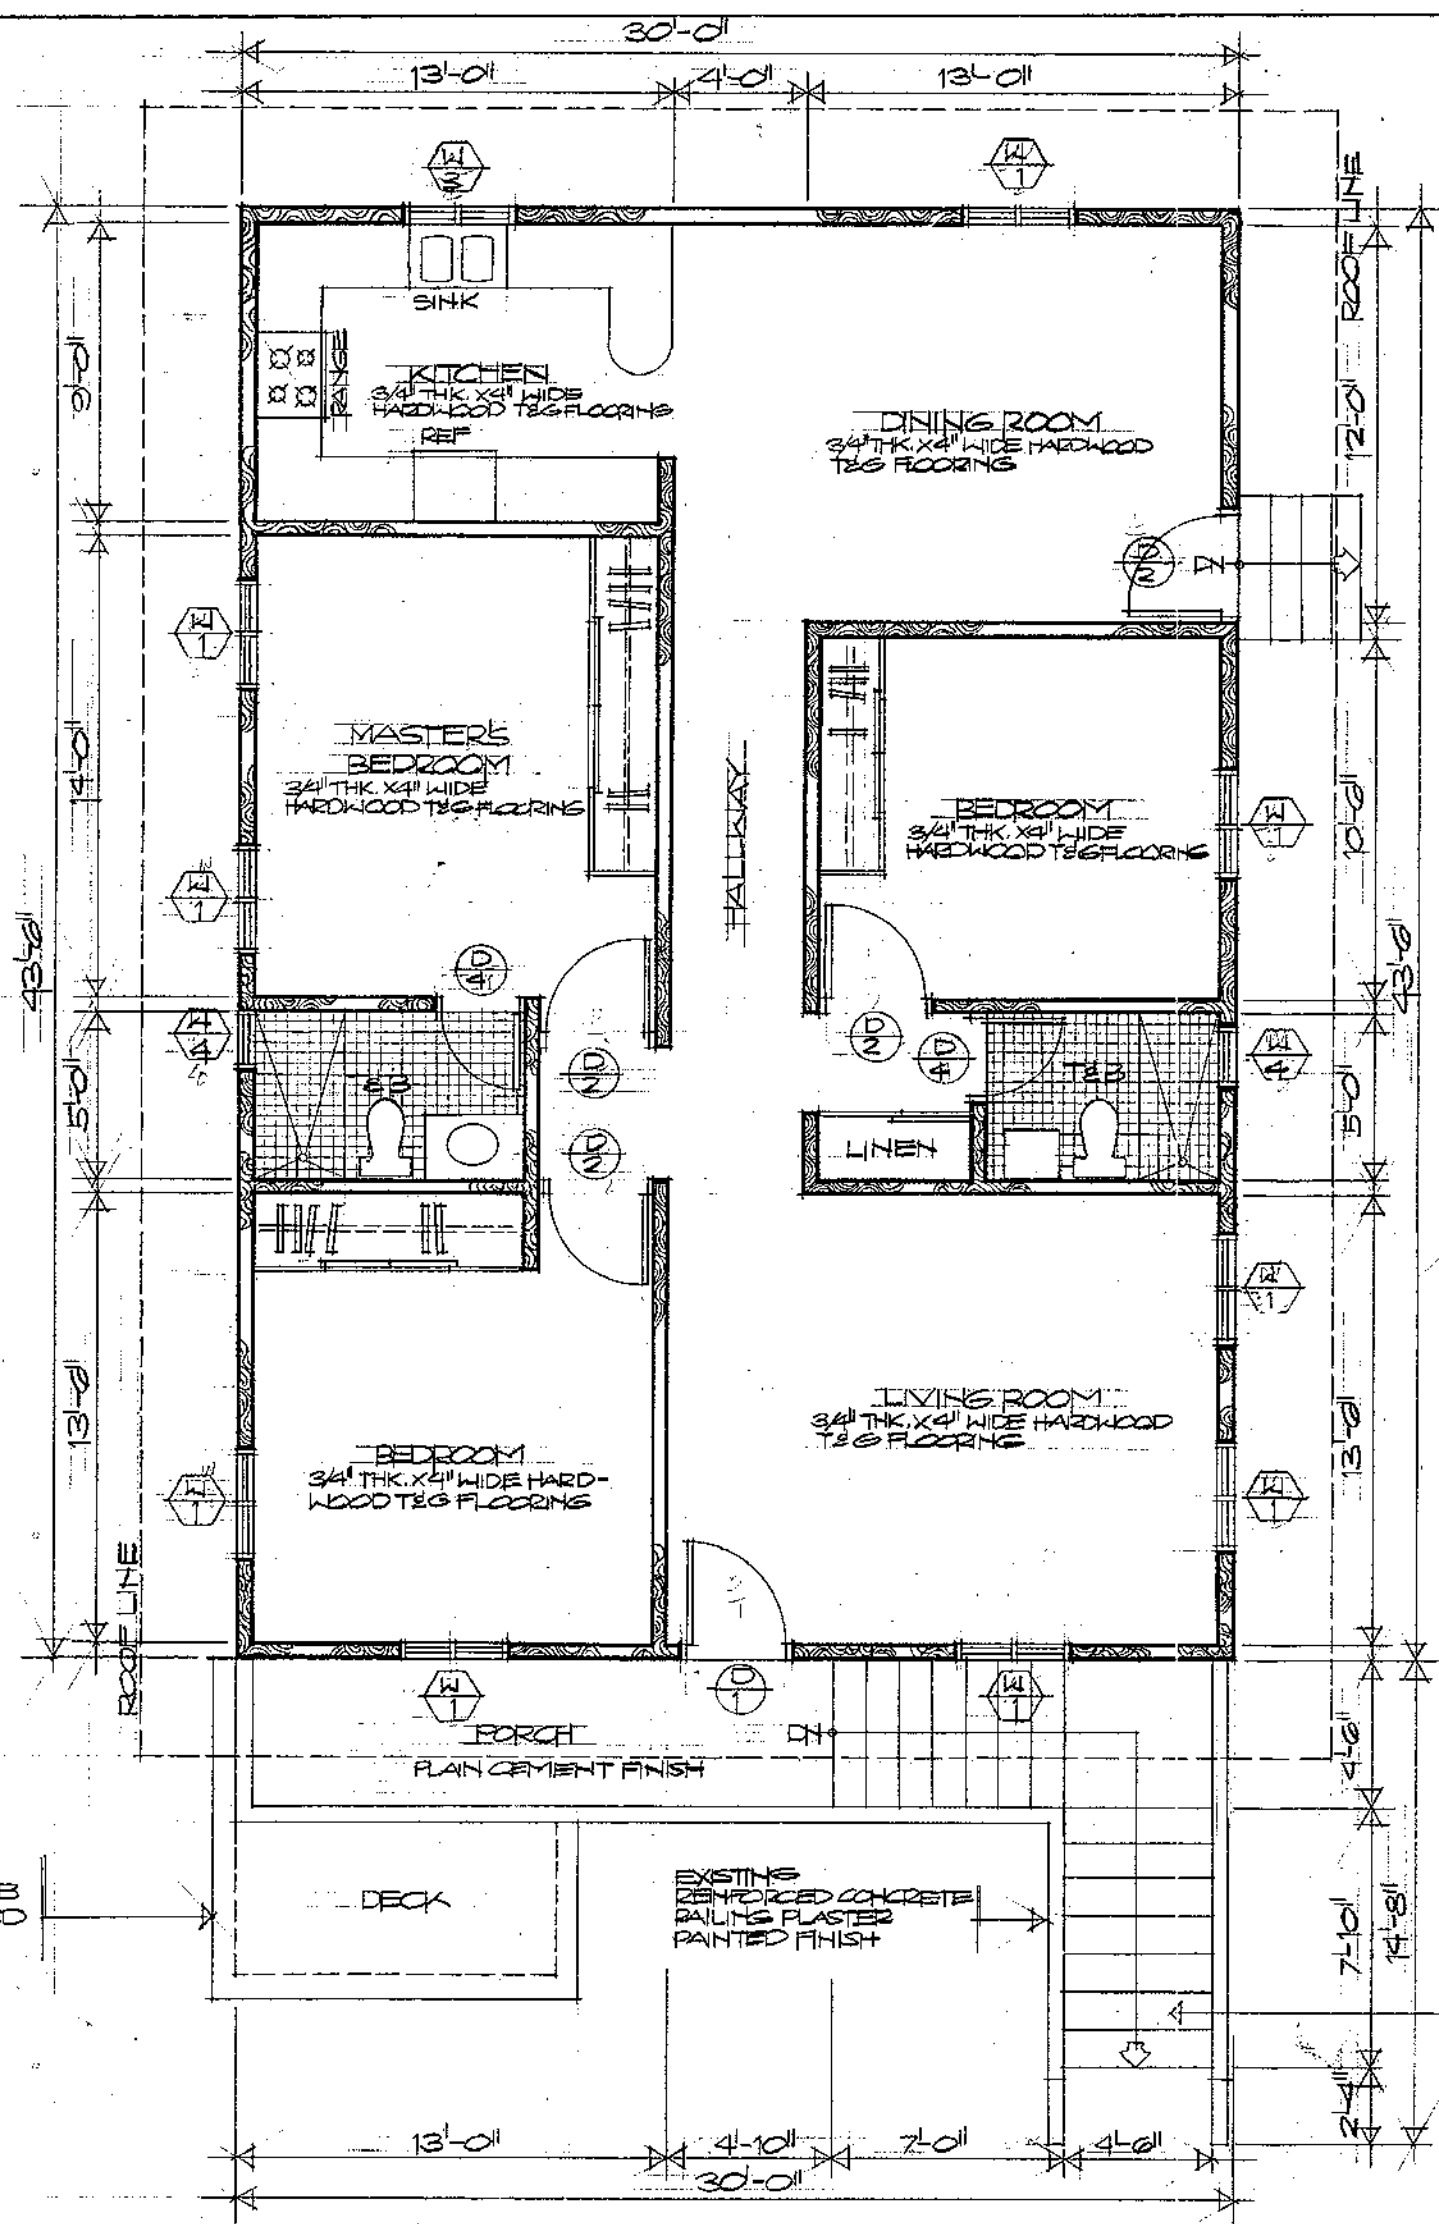 30'-0"
13'-0" 4'-0" 13'-0"
W
3
W
1
ROOF LINE
SINK
RANGE
KITCHEN
3/4" THK. X4" WIDE
HARDWOOD T&G FLOORING
REF
9'-0"
DINING ROOM
3/4" THK. X4" WIDE HARDWOOD
T&G FLOORING
12'-0"
D
2
DN
W
1
MASTER'S
BEDROOM
3/4" THK. X4" WIDE
HARDWOOD T&G FLOORING
14'-0"
HALLWAY
BEDROOM
3/4" THK. X4" WIDE
HARDWOOD T&G FLOORING
W
1
10'-0"
W
1
43'-6"
43'-6"
D
4
W
4
T&B
D
2
D
2
D
4
T&B
W
4
5'-0"
5'-0"
D
2
LINEN
W
1
13'-6"
13'-6"
LIVING ROOM
3/4" THK. X4" WIDE HARDWOOD
T&G FLOORING
BEDROOM
3/4" THK. X4" WIDE HARD-
WOOD T&G FLOORING
W
1
W
1
ROOF LINE
W
1
D
1
W
1
PORCH
DN
PLAIN CEMENT FINISH
4'-6"
DECK
EXISTING
REINFORCED CONCRETE
RAILING PLASTER
PAINTED FINISH
B
D
7'-10"
14'-8"
2'-4"
13'-0" 4'-10" 7'-0" 4'-6"
30'-0"